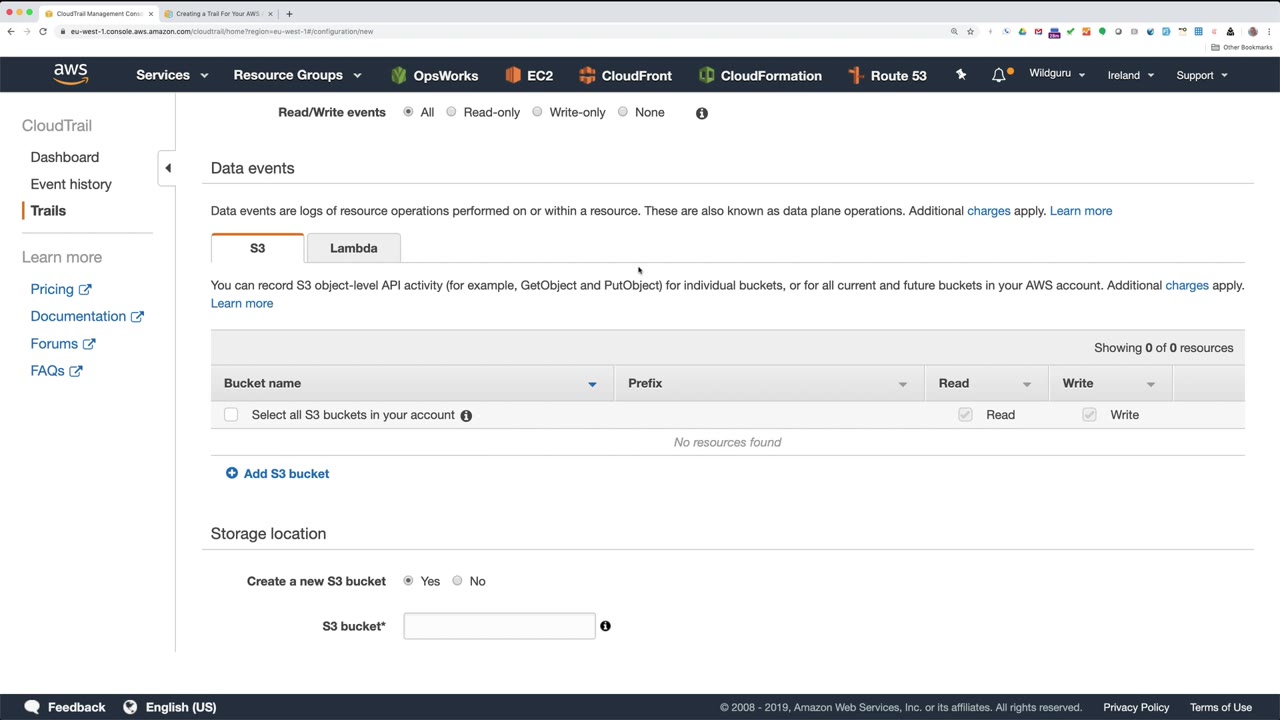 CloudTrail Management Conso
Creating a Trail For Your AWS
eu-west-1.console.aws.amazon.com/cloudtrail/home?region=eu-west-1#/configuration/new
Other Bookmarks
aws Services Resource Groups OpsWorks EC2 CloudFront CloudFormation Route 53 Wildguru Ireland Support
CloudTrail
Dashboard
Event history
Trails
Learn more
Pricing
Documentation
Forums
FAQs
Read/Write events All Read-only Write-only None
Data events
Data events are logs of resource operations performed on or within a resource. These are also known as data plane operations. Additional charges apply. Learn more
S3 Lambda
You can record S3 object-level API activity (for example, GetObject and PutObject) for individual buckets, or for all current and future buckets in your AWS account. Additional charges apply.
Learn more
Showing 0 of 0 resources
Bucket name Prefix Read Write
Select all S3 buckets in your account Read Write
No resources found
Add S3 bucket
Storage location
Create a new S3 bucket Yes No
S3 bucket*
Feedback English (US) © 2008 - 2019, Amazon Web Services, Inc. or its affiliates. All rights reserved. Privacy Policy Terms of Use